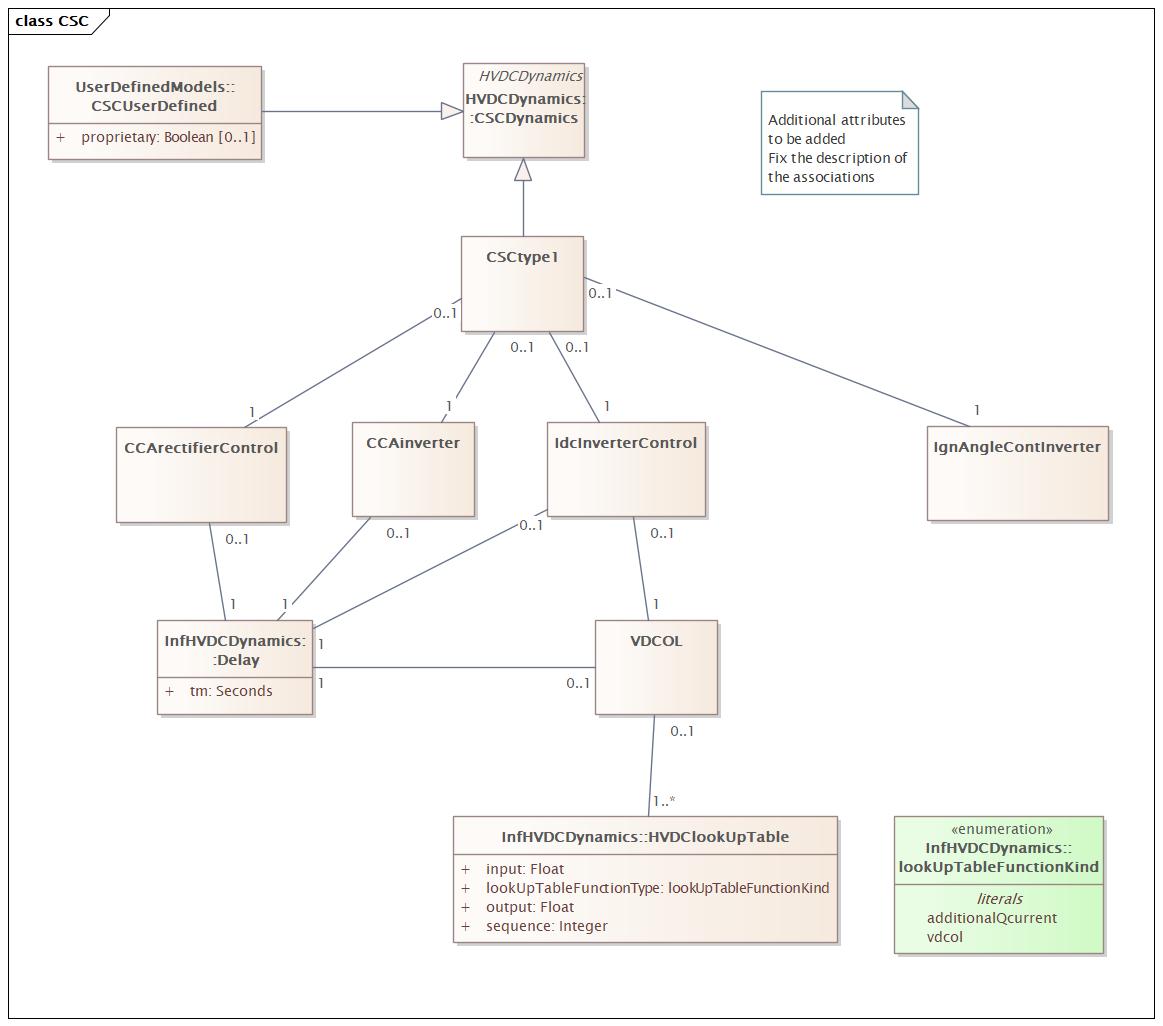 class CSC
UserDefinedModels::
CSCUserDefined
+ proprietary: Boolean [0..1]
HVDCDynamics
HVDCDynamics:
:CSCDynamics
Additional attributes
to be added
Fix the description of
the associations
CSCtype1
0..1
0..1
0..1
0..1
1
1
1
1
CCArectifierControl
CCAinverter
IdcInverterControl
IgnAngleContInverter
0..1
0..1
0..1
0..1
1
1
1
1
InfHVDCDynamics:
:Delay
+ tm: Seconds
VDCOL
1
0..1
0..1
1..*
InfHVDCDynamics::HVDClookUpTable
+ input: Float
+ lookUpTableFunctionType: lookUpTableFunctionKind
+ output: Float
+ sequence: Integer
«enumeration»
InfHVDCDynamics::
lookUpTableFunctionKind
literals
additionalQcurrent
vdcol